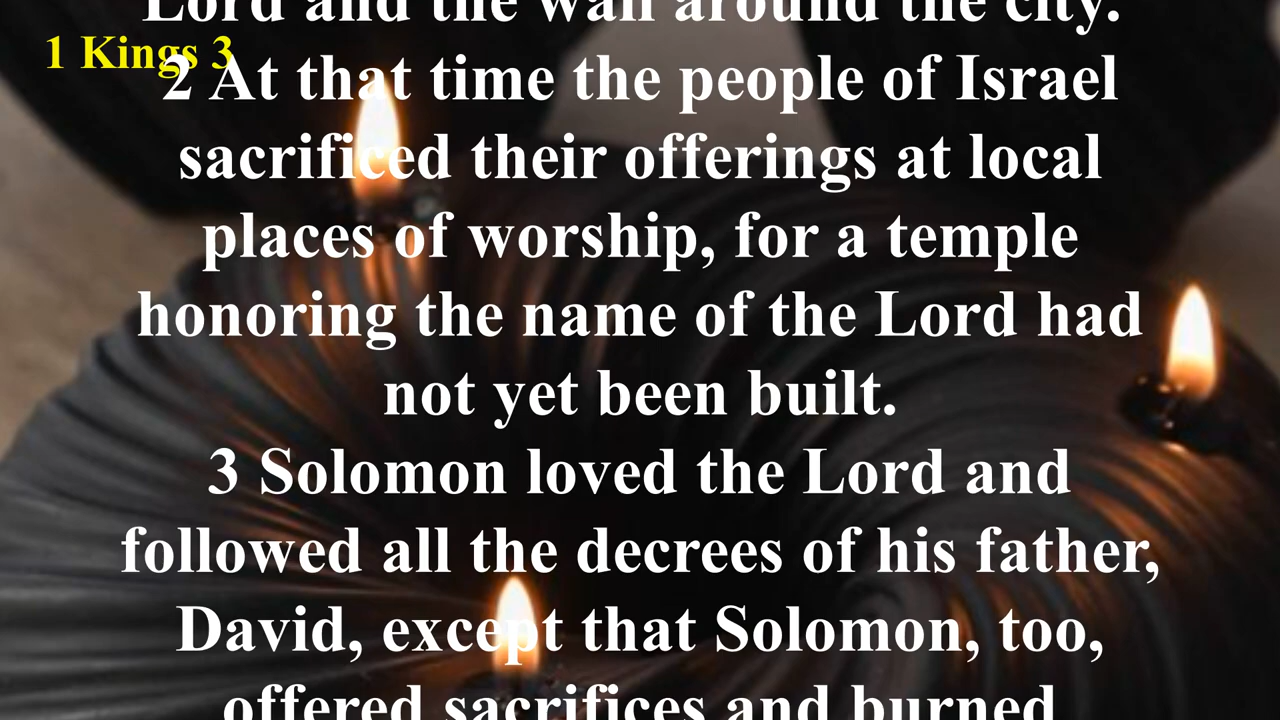 Lord and the wall around the city.
1 Kings 3
2 At that time the people of Israel
sacrificed their offerings at local
places of worship, for a temple
honoring the name of the Lord had
not yet been built.
3 Solomon loved the Lord and
followed all the decrees of his father,
David, except that Solomon, too,
offered sacrifices and burned